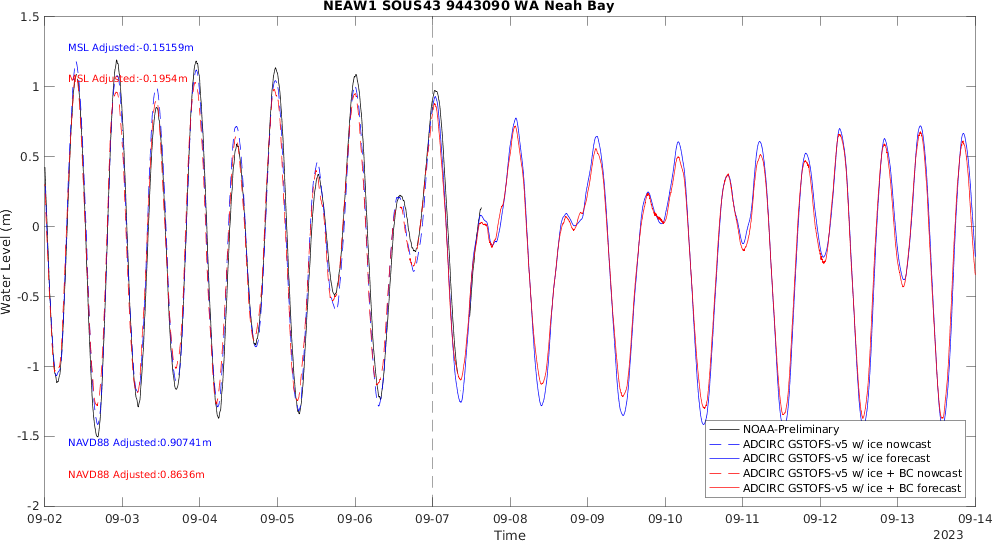 NEAW1 SOUS43 9443090 WA Neah Bay
1.5
1
0.5
0
-0.5
-1
-1.5
-2
Water Level (m)
MSL Adjusted:-0.15159m
MSL Adjusted:-0.1954m
NAVD88 Adjusted:0.90741m
NAVD88 Adjusted:0.8636m
NOAA-Preliminary
ADCIRC GSTOFS-v5 w/ ice nowcast
ADCIRC GSTOFS-v5 w/ ice forecast
ADCIRC GSTOFS-v5 w/ ice + BC nowcast
ADCIRC GSTOFS-v5 w/ ice + BC forecast
09-02 09-03 09-04 09-05 09-06 09-07 09-08 09-09 09-10 09-11 09-12 09-13 09-14
Time
2023